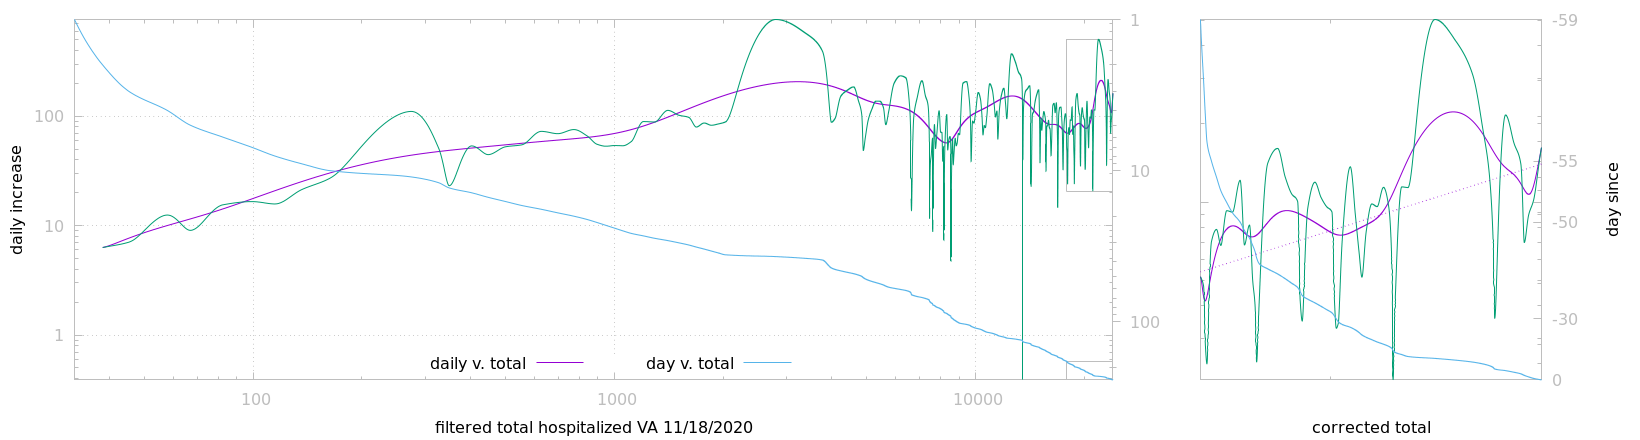 daily increase
100
10
1
daily v. total
day v. total
100
1000
10000
filtered total hospitalized VA 11/18/2020
1
10
100
-59
-55
-50
-30
0
day since
corrected total